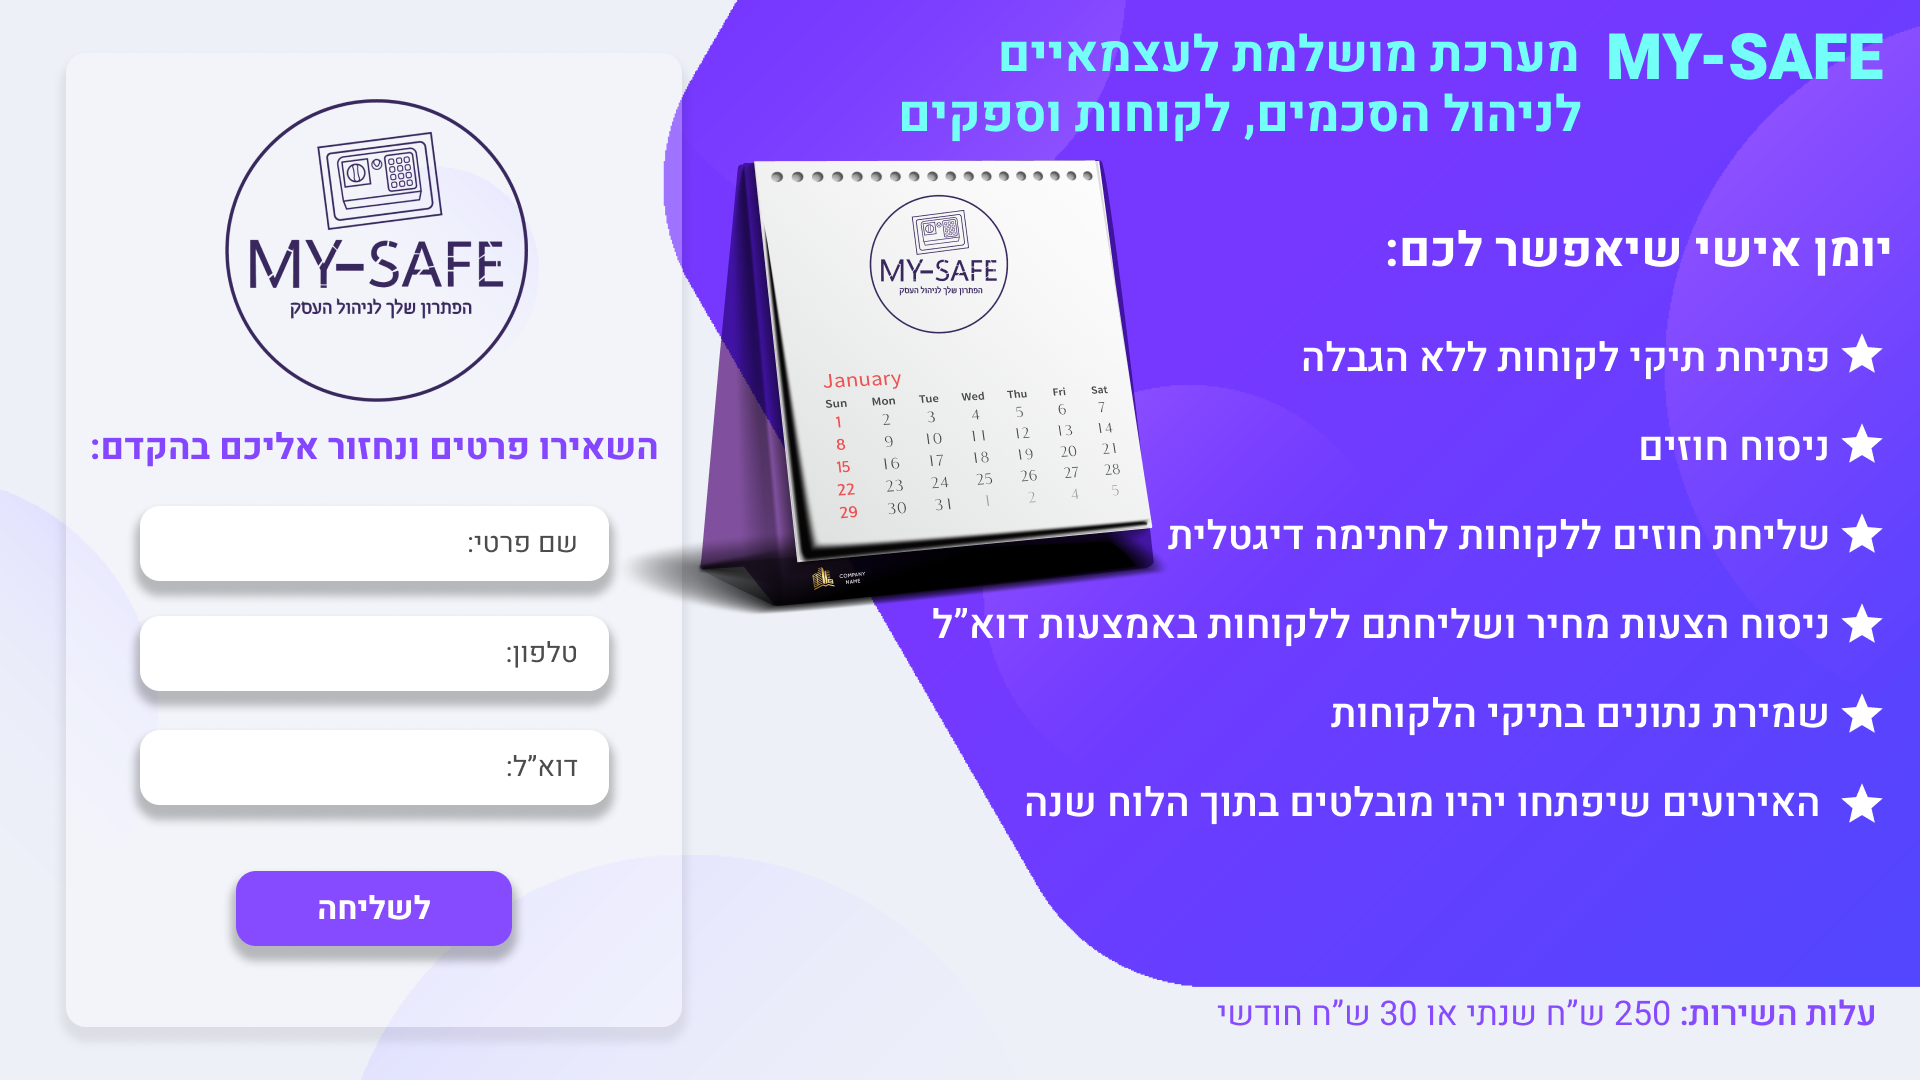 MY-SAFE מערכת מושלמת לעצמאיים
לניהול הסכמים, לקוחות וספקים
יומן אישי שיאפשר לכם:
פתיחת תיקי לקוחות ללא הגבלה
ניסוח חוזים
שליחת חוזים ללקוחות לחתימה דיגטלית
ניסוח הצעות מחיר ושליחתם ללקוחות באמצעות דוא”ל
שמירת נתונים בתיקי הלקוחות
האירועים שיפתחו יהיו מובלטים בתוך הלוח שנה
עלות השירות: 250 ש”ח שנתי או 30 ש”ח חודשי
MY-SAFE
הפתרון שלך לניהול העסק
January
Sun Mon Tue Wed Thu Fri Sat
1 2 3 4 5 6 7
8 9 10 11 12 13 14
15 16 17 18 19 20 21
22 23 24 25 26 27 28
29 30 31 1 2 4 5
COMPANY
NAME
MY-SAFE
הפתרון שלך לניהול העסק
השאירו פרטים ונחזור אליכם בהקדם:
שם פרטי:
טלפון:
דוא”ל:
לשליחה